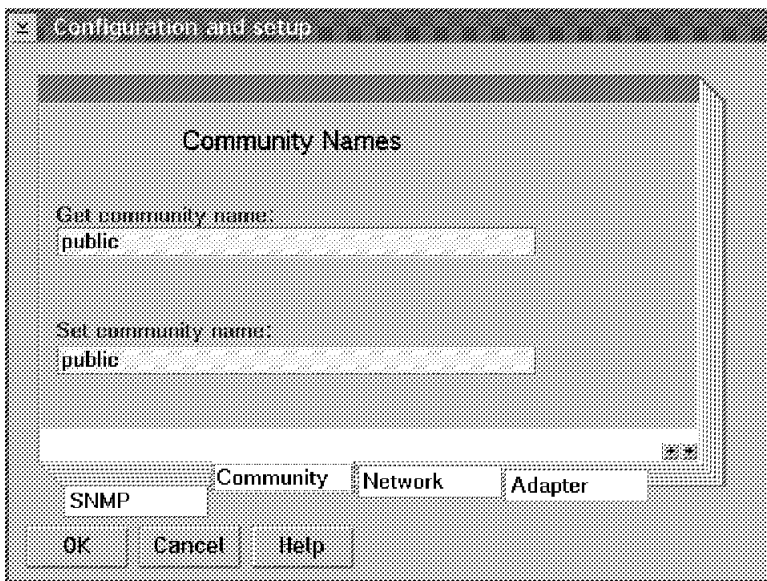 Configuration and setup
Community Names
Get community name:
public
Set community name:
public
SNMP
Community
Network
Adapter
OK
Cancel
Help